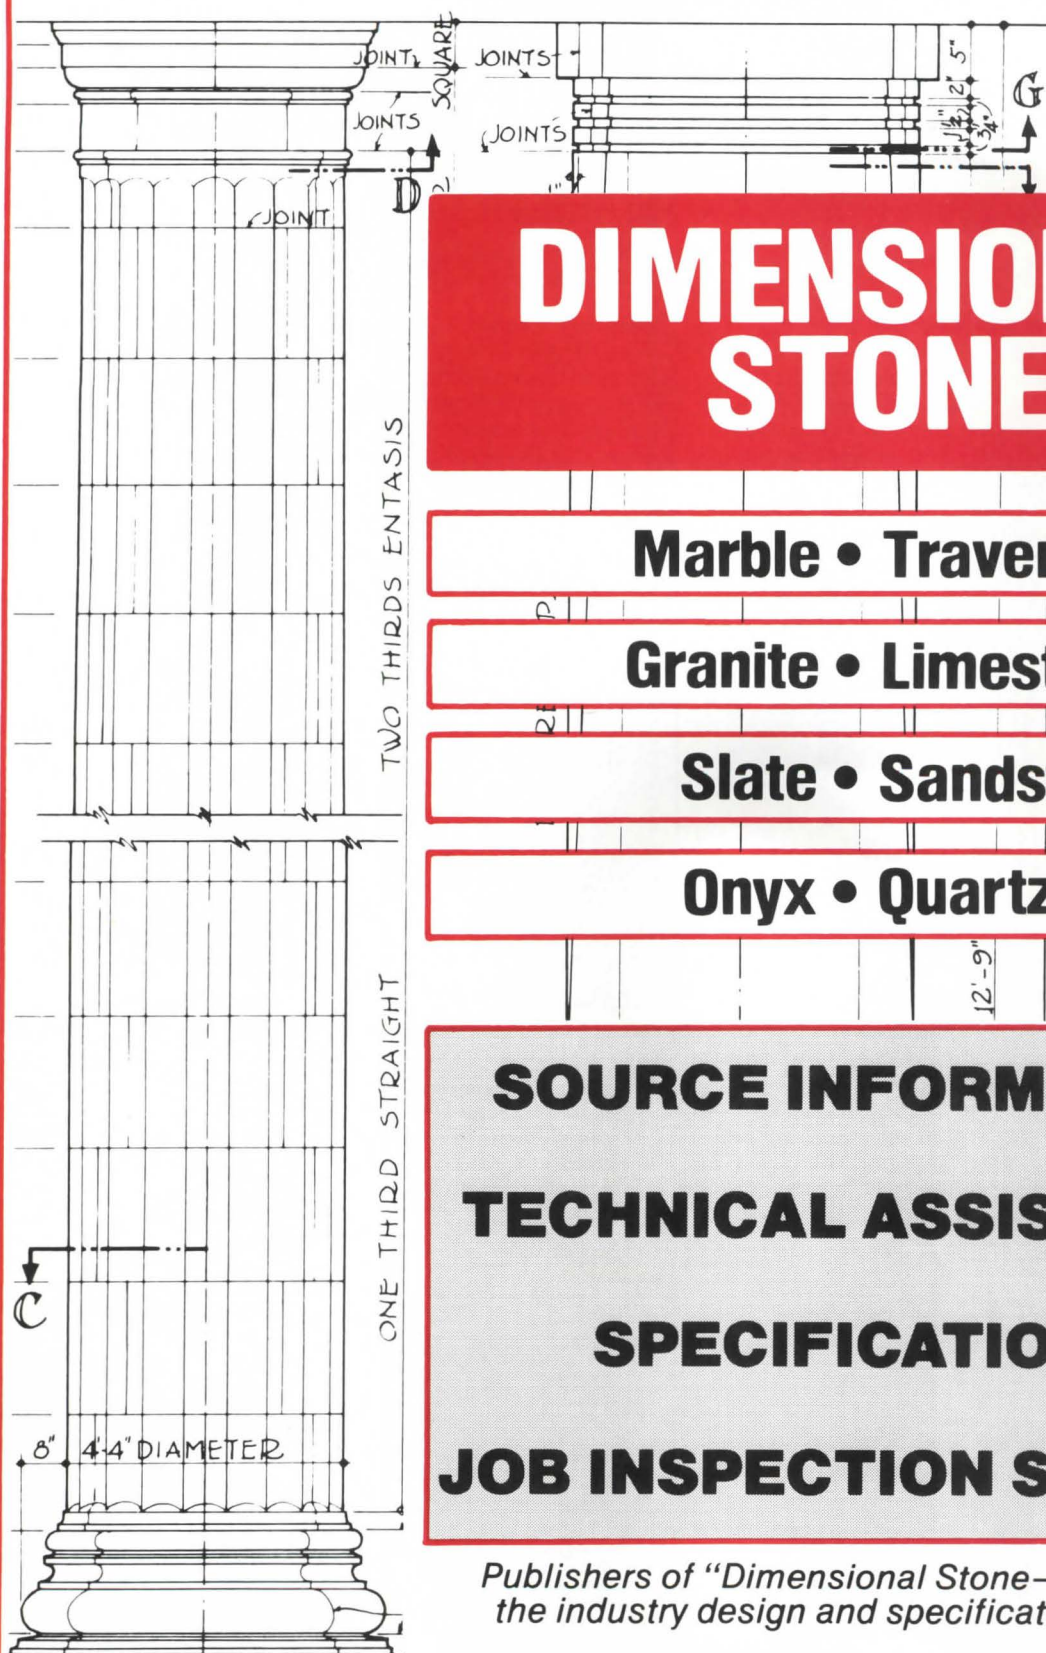 SQUARE
JOINT
JOINTS
JOINTS
JOINTS
2" 5"
G
D
JOINT
DIMENSIO
STONE
TWO THIRDS ENTASIS
Marble • Traver
Granite • Limest
Slate • Sands
Onyx • Quartz
12'-9"
ONE THIRD STRAIGHT
SOURCE INFORM
TECHNICAL ASSIS
SPECIFICATIO
JOB INSPECTION S
C
8" 4'-4" DIAMETER
Publishers of “Dimensional Stone–
the industry design and specificat